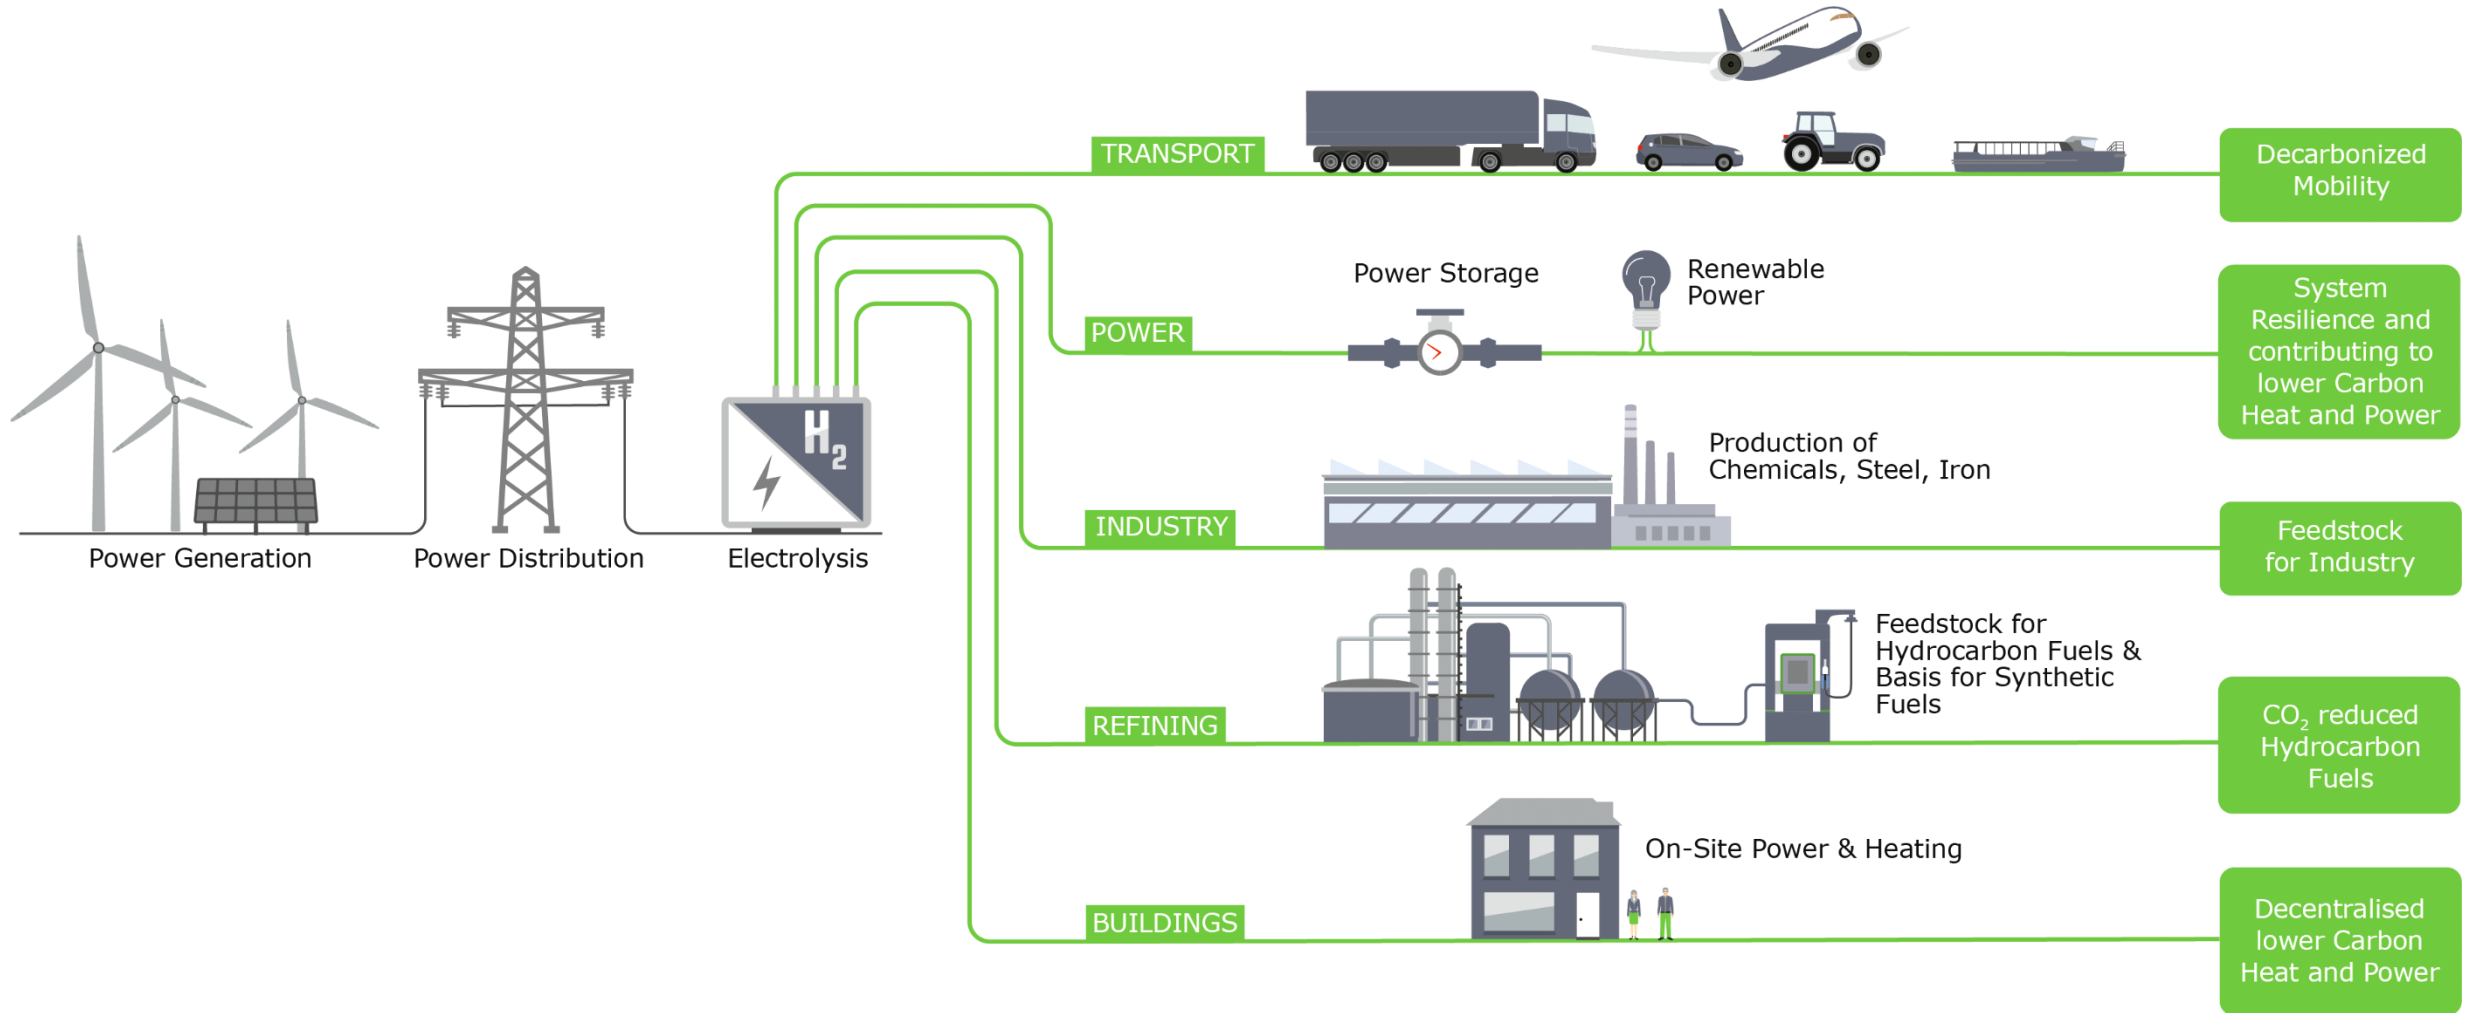 TRANSPORT
Decarbonized
Mobility
Power Storage
Renewable
Power
POWER
System
Resilience and
contributing to
lower Carbon
Heat and Power
H2
Power Generation
Power Distribution
Electrolysis
Production of
Chemicals, Steel, Iron
INDUSTRY
Feedstock
for Industry
Feedstock for
Hydrocarbon Fuels &
Basis for Synthetic
Fuels
REFINING
CO₂ reduced
Hydrocarbon
Fuels
On-Site Power & Heating
BUILDINGS
Decentralised
lower Carbon
Heat and Power